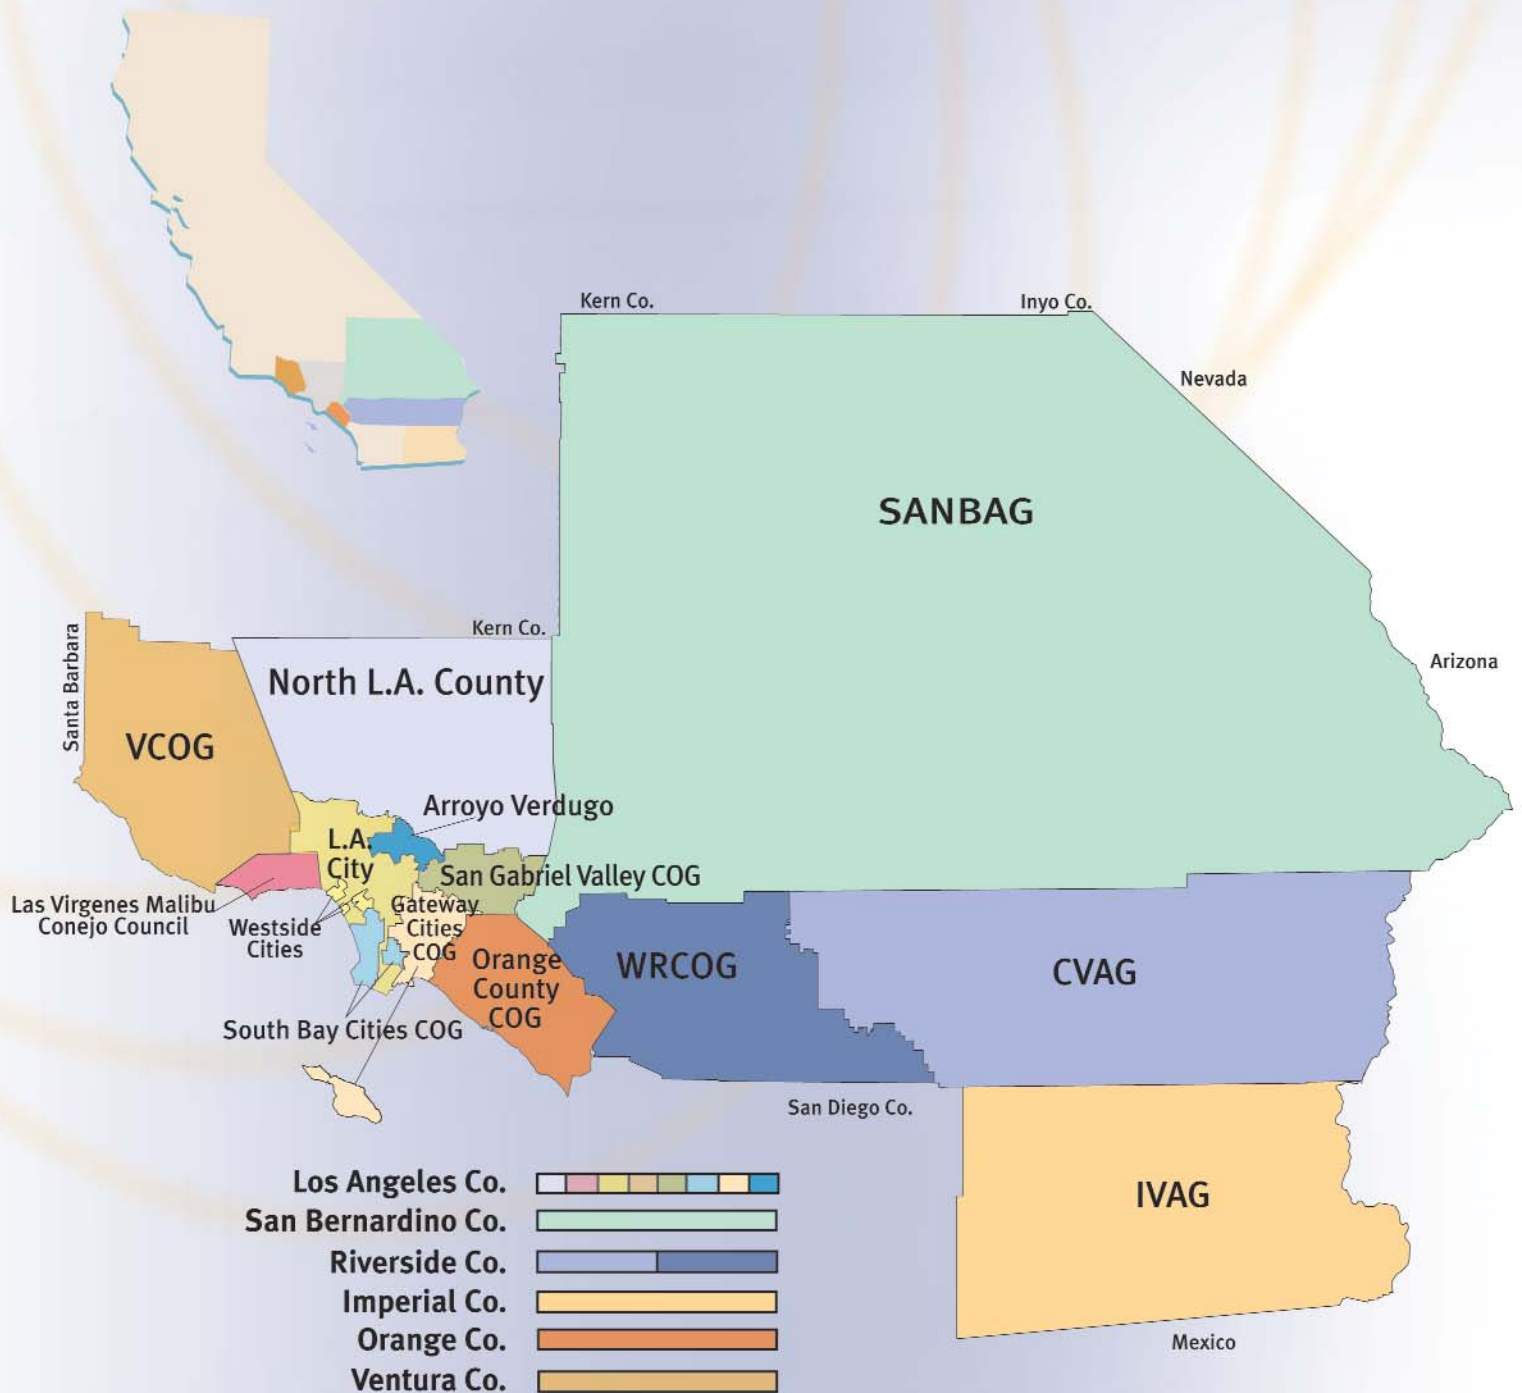 Kern Co.
Inyo Co.
Nevada
SANBAG
Kern Co.
Santa Barbara
Arizona
North L.A. County
VCOG
Arroyo Verdugo
L.A.
City
San Gabriel Valley COG
Las Virgenes Malibu
Conejo Council
Westside
Cities
Gateway
Cities
COG
Orange
County
COG
WRCOG
CVAG
South Bay Cities COG
San Diego Co.
IVAG
Mexico
Los Angeles Co.
San Bernardino Co.
Riverside Co.
Imperial Co.
Orange Co.
Ventura Co.